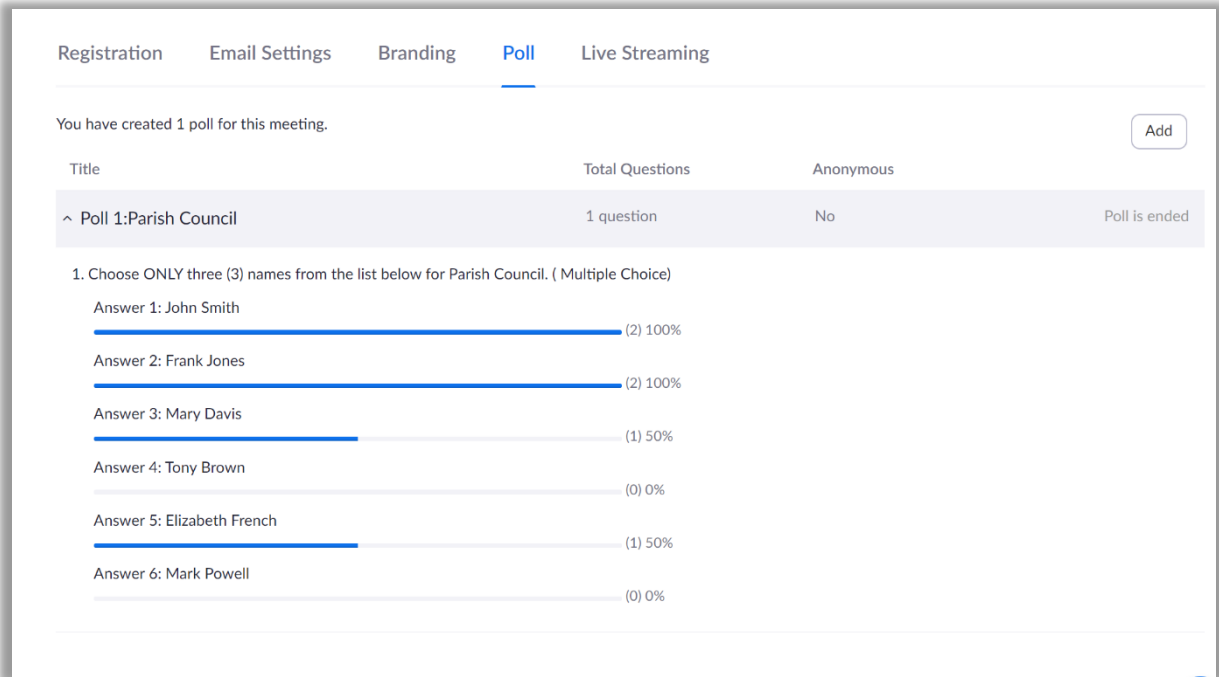 Registration Email Settings Branding Poll Live Streaming
You have created 1 poll for this meeting.
Add
Title Total Questions Anonymous
Poll 1:Parish Council 1 question No Poll is ended
1. Choose ONLY three (3) names from the list below for Parish Council. ( Multiple Choice)
Answer 1: John Smith
(2) 100%
Answer 2: Frank Jones
(2) 100%
Answer 3: Mary Davis
(1) 50%
Answer 4: Tony Brown
(0) 0%
Answer 5: Elizabeth French
(1) 50%
Answer 6: Mark Powell
(0) 0%